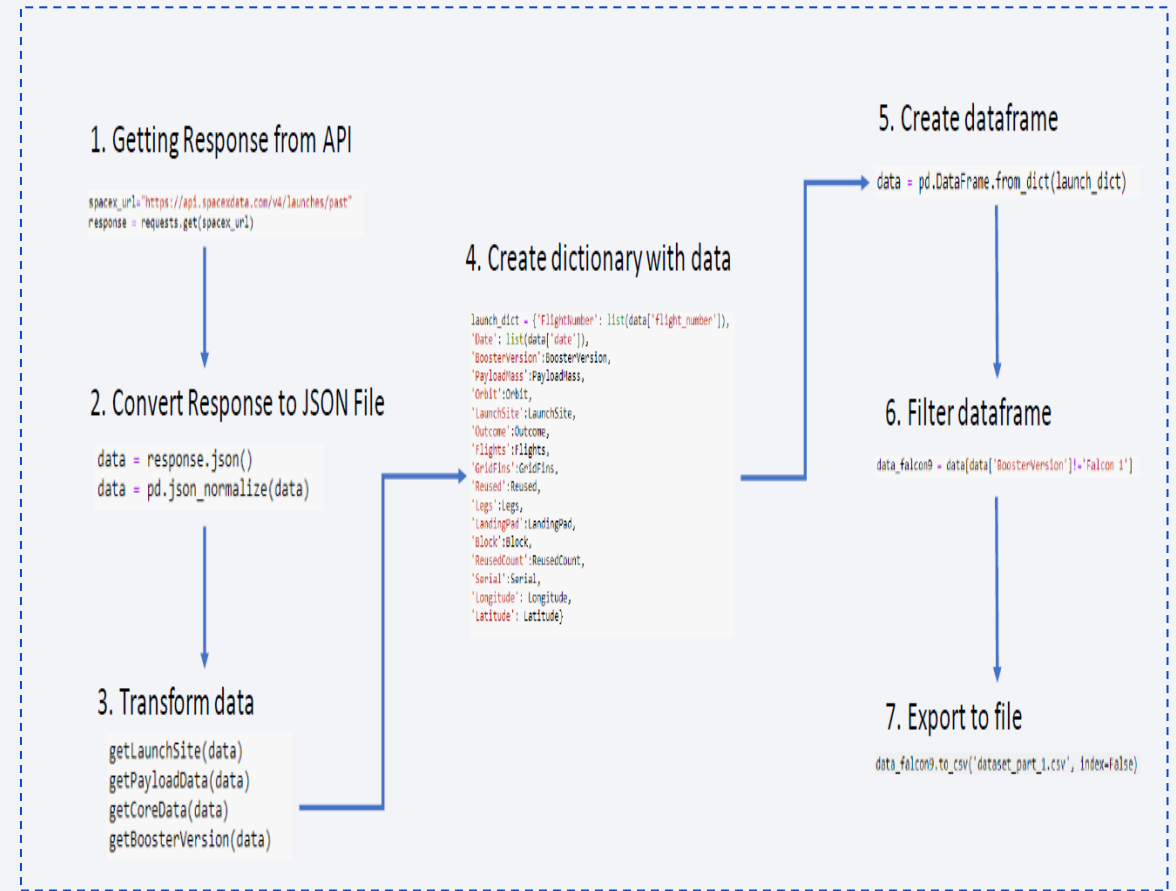 1. Getting Response from API
spacex_url="https://api.spacexdata.com/v4/launches/past"
response = requests.get(spacex_url)
2. Convert Response to JSON File
data = response.json()
data = pd.json_normalize(data)
3. Transform data
getLaunchSite(data)
getPayloadData(data)
getCoreData(data)
getBoosterVersion(data)
4. Create dictionary with data
launch_dict = {'FlightNumber': list(data['flight_number']),
'Date': list(data['date']),
'BoosterVersion':BoosterVersion,
'PayloadMass':PayloadMass,
'Orbit':Orbit,
'LaunchSite':LaunchSite,
'Outcome':Outcome,
'Flights':Flights,
'GridFins':GridFins,
'Reused':Reused,
'Legs':Legs,
'LandingPad':LandingPad,
'Block':Block,
'ReusedCount':ReusedCount,
'Serial':Serial,
'Longitude': Longitude,
'Latitude': Latitude}
5. Create dataframe
data = pd.DataFrame.from_dict(launch_dict)
6. Filter dataframe
data_falcon9 = data[data['BoosterVersion']!='Falcon 1']
7. Export to file
data_falcon9.to_csv('dataset_part_1.csv', index=False)